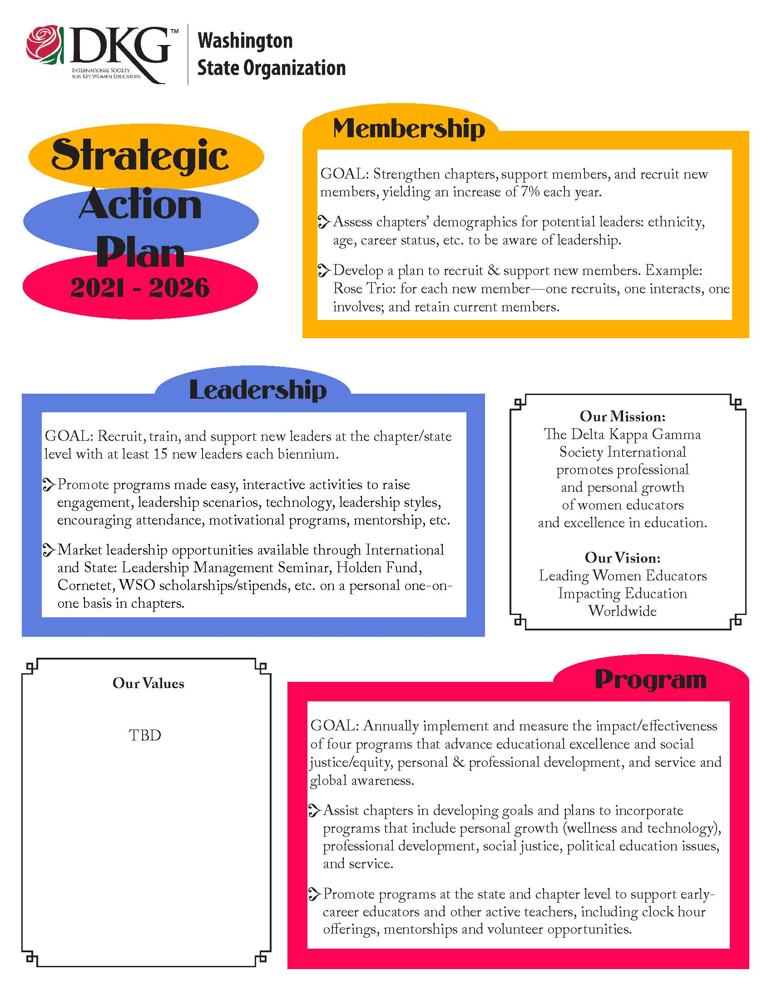 DKG™
International Society
for Key Women Educators
Washington
State Organization
Strategic
Action
Plan
2021 - 2026
Membership
GOAL: Strengthen chapters, support members, and recruit new
members, yielding an increase of 7% each year.
Assess chapters’ demographics for potential leaders: ethnicity,
age, career status, etc. to be aware of leadership.
Develop a plan to recruit & support new members. Example:
Rose Trio: for each new member—one recruits, one interacts, one
involves; and retain current members.
Leadership
GOAL: Recruit, train, and support new leaders at the chapter/state
level with at least 15 new leaders each biennium.
Promote programs made easy, interactive activities to raise
engagement, leadership scenarios, technology, leadership styles,
encouraging attendance, motivational programs, mentorship, etc.
Market leadership opportunities available through International
and State: Leadership Management Seminar, Holden Fund,
Cornetet, WSO scholarships/stipends, etc. on a personal one-on-
one basis in chapters.
Our Mission:
The Delta Kappa Gamma
Society International
promotes professional
and personal growth
of women educators
and excellence in education.
Our Vision:
Leading Women Educators
Impacting Education
Worldwide
Our Values
TBD
Program
GOAL: Annually implement and measure the impact/effectiveness
of four programs that advance educational excellence and social
justice/equity, personal & professional development, and service and
global awareness.
Assist chapters in developing goals and plans to incorporate
programs that include personal growth (wellness and technology),
professional development, social justice, political education issues,
and service.
Promote programs at the state and chapter level to support early-
career educators and other active teachers, including clock hour
offerings, mentorships and volunteer opportunities.